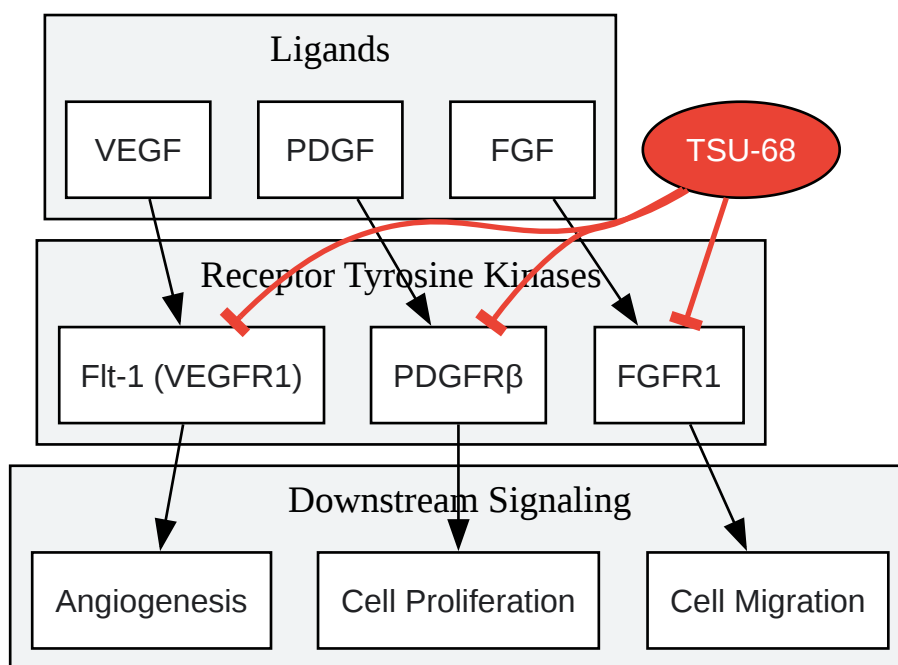 Ligands
VEGF
PDGF
FGF
TSU-68
Receptor Tyrosine Kinases
Flt-1 (VEGFR1)
PDGFRβ
FGFR1
Downstream Signaling
Angiogenesis
Cell Proliferation
Cell Migration